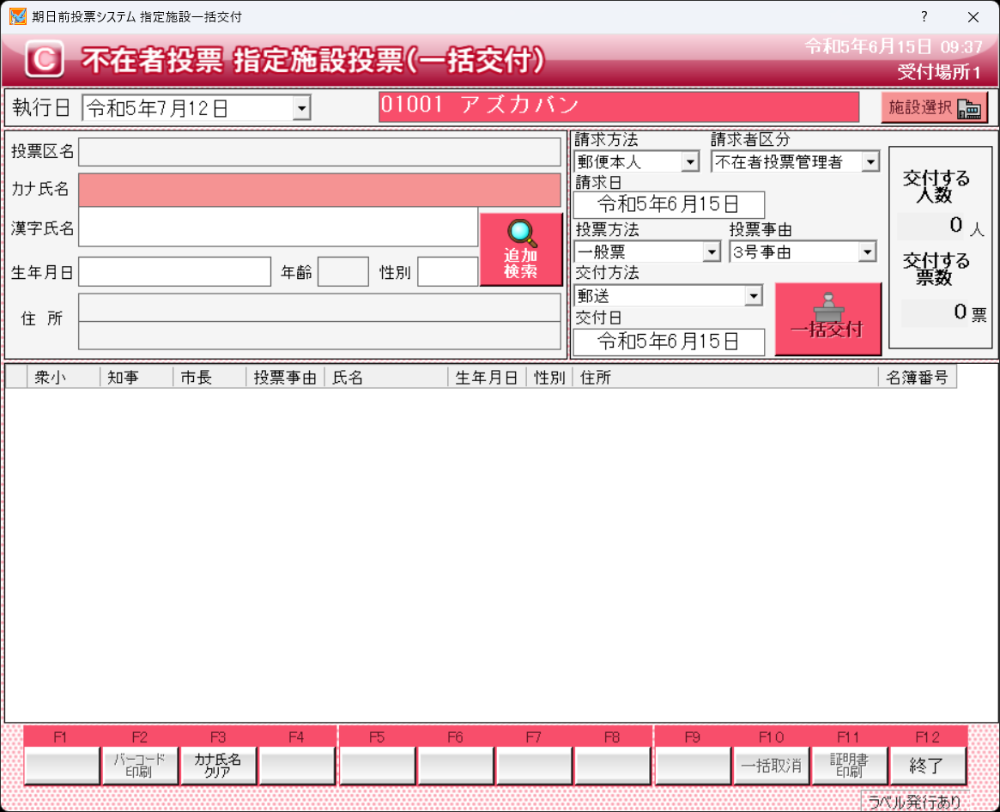 期日前投票システム 指定施設一括交付
?
C 不在者投票 指定施設投票(一括交付)
令和5年6月15日 09:37
受付場所1
執行日 令和5年7月12日
01001 アズカバン
施設選択
投票区名
カナ氏名
漢字氏名
追加
検索
生年月日 年齢 性別
住 所
請求方法 請求者区分
郵便本人 不在者投票管理者
請求日
令和5年6月15日
投票方法 投票事由
一般票 3号事由
交付方法
郵送
交付日
令和5年6月15日
一括交付
交付する
人数
0 人
交付する
票数
0 票
衆小 知事 市長 投票事由 氏名 生年月日 性別 住所 名簿番号
F1 F2 F3 F4 F5 F6 F7 F8 F9 F10 F11 F12
バーコード
印刷
カナ氏名
クリア
一括取消
証明書
印刷
終了
ラベル発行あり